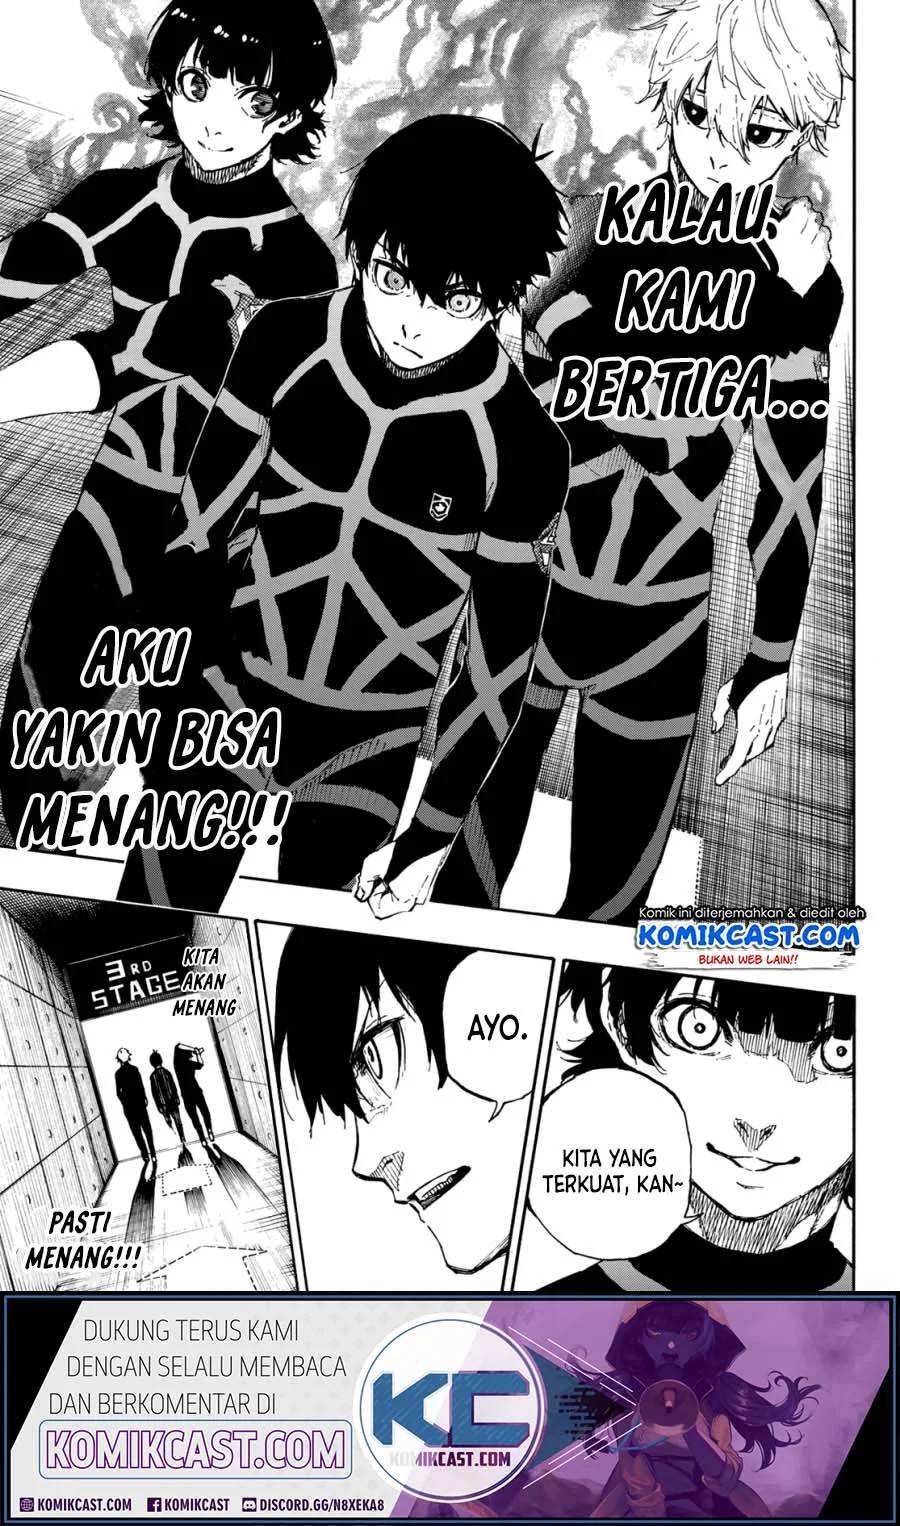 KALAU
KAMI
BERTIGA...
AKU
YAKIN BISA
MENANG!!!
Komik ini diterjemahkan & diedit oleh
KOMIKCAST.COM
BUKAN WEB LAIN!!
KITA YANG
TERKUAT, KAN~
AYO.
3RD
STAGE
KITA
AKAN
MENANG
PASTI
MENANG!!!
DUKUNG TERUS KAMI
DENGAN SELALU MEMBACA
DAN BERKOMENTAR DI
KOMIKCAST.COM
KC
KOMIKCAST.COM
KOMIKCAST.COM KOMIKCAST DISCORD.GG/N8XEKA8